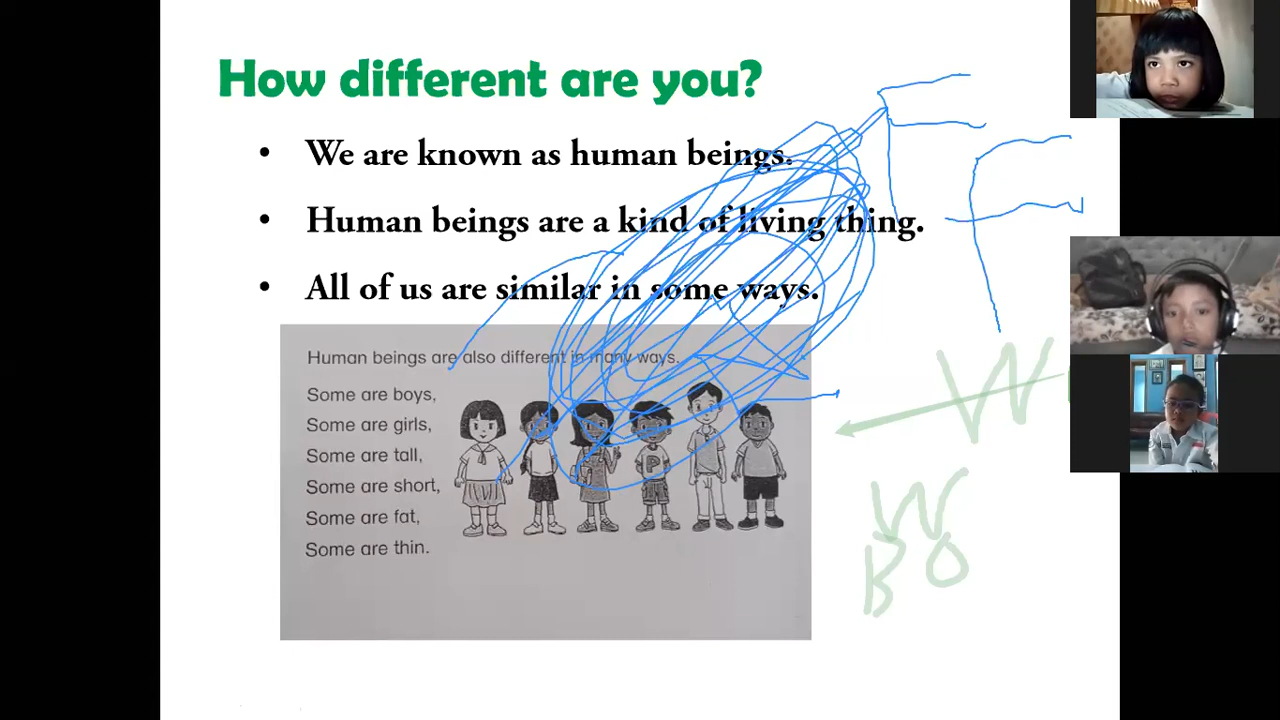 How different are you?
• We are known as human beings.
• Human beings are a kind of living thing.
• All of us are similar in some ways.
Human beings are also different in many ways.
Some are boys,
Some are girls,
Some are tall,
Some are short,
Some are fat,
Some are thin.
P
W
W
B O